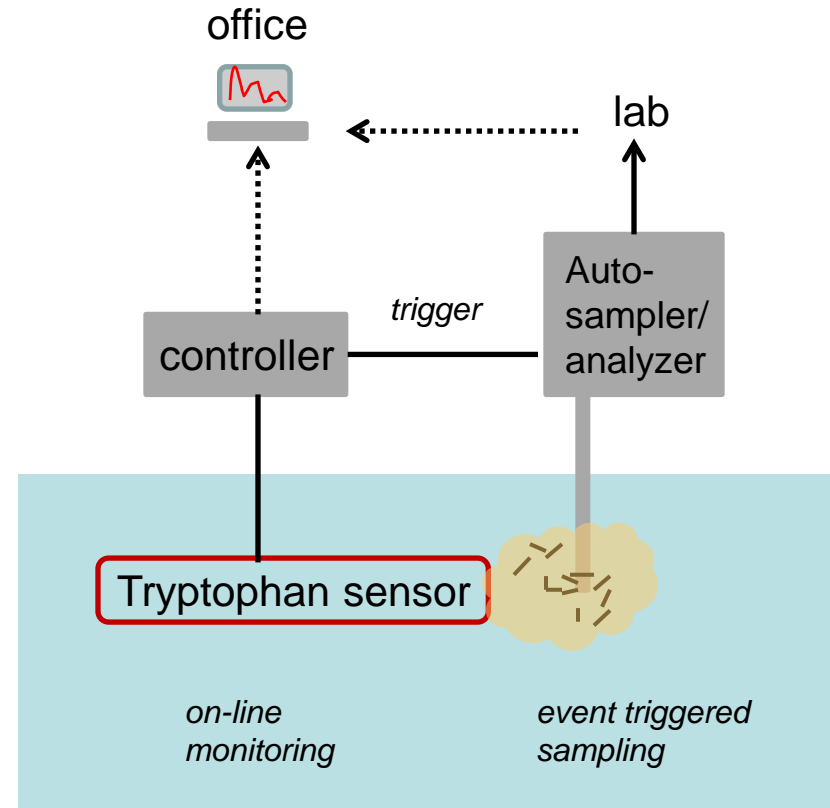 office
lab
Auto-
sampler/
analyzer
trigger
controller
Tryptophan sensor
on-line
monitoring
event triggered
sampling